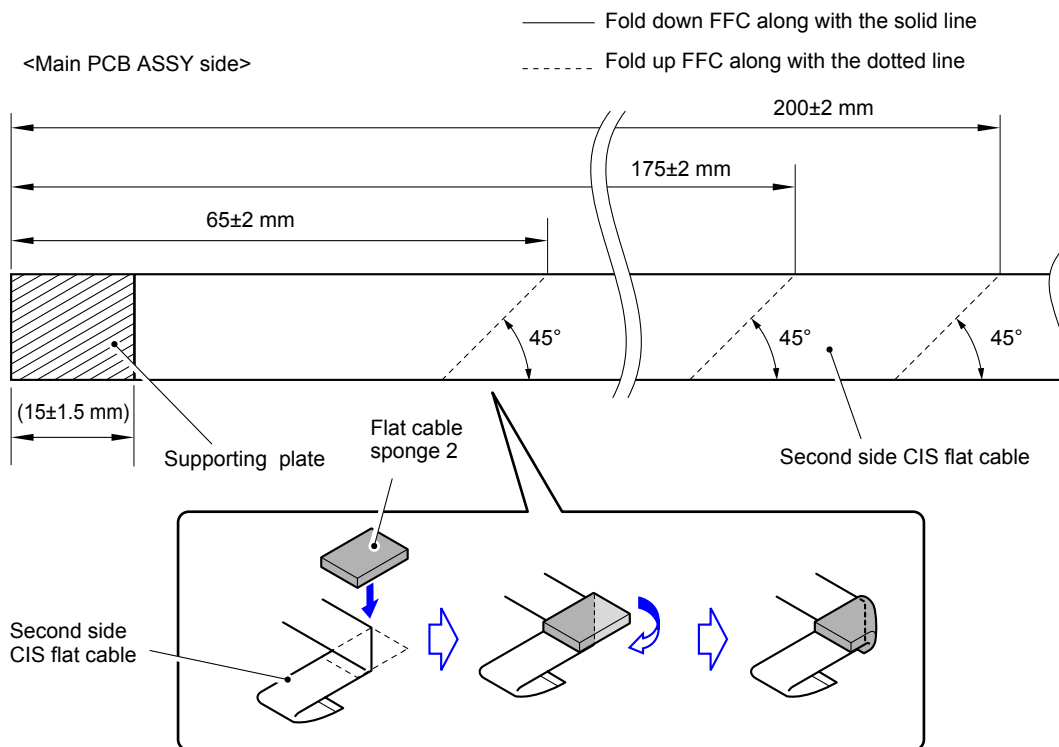 Fold down FFC along with the solid line
<Main PCB ASSY side>
Fold up FFC along with the dotted line
200±2 mm
175±2 mm
65±2 mm
45°
45°
45°
(15±1.5 mm)
Supporting plate
Flat cable
sponge 2
Second side CIS flat cable
Second side
CIS flat cable